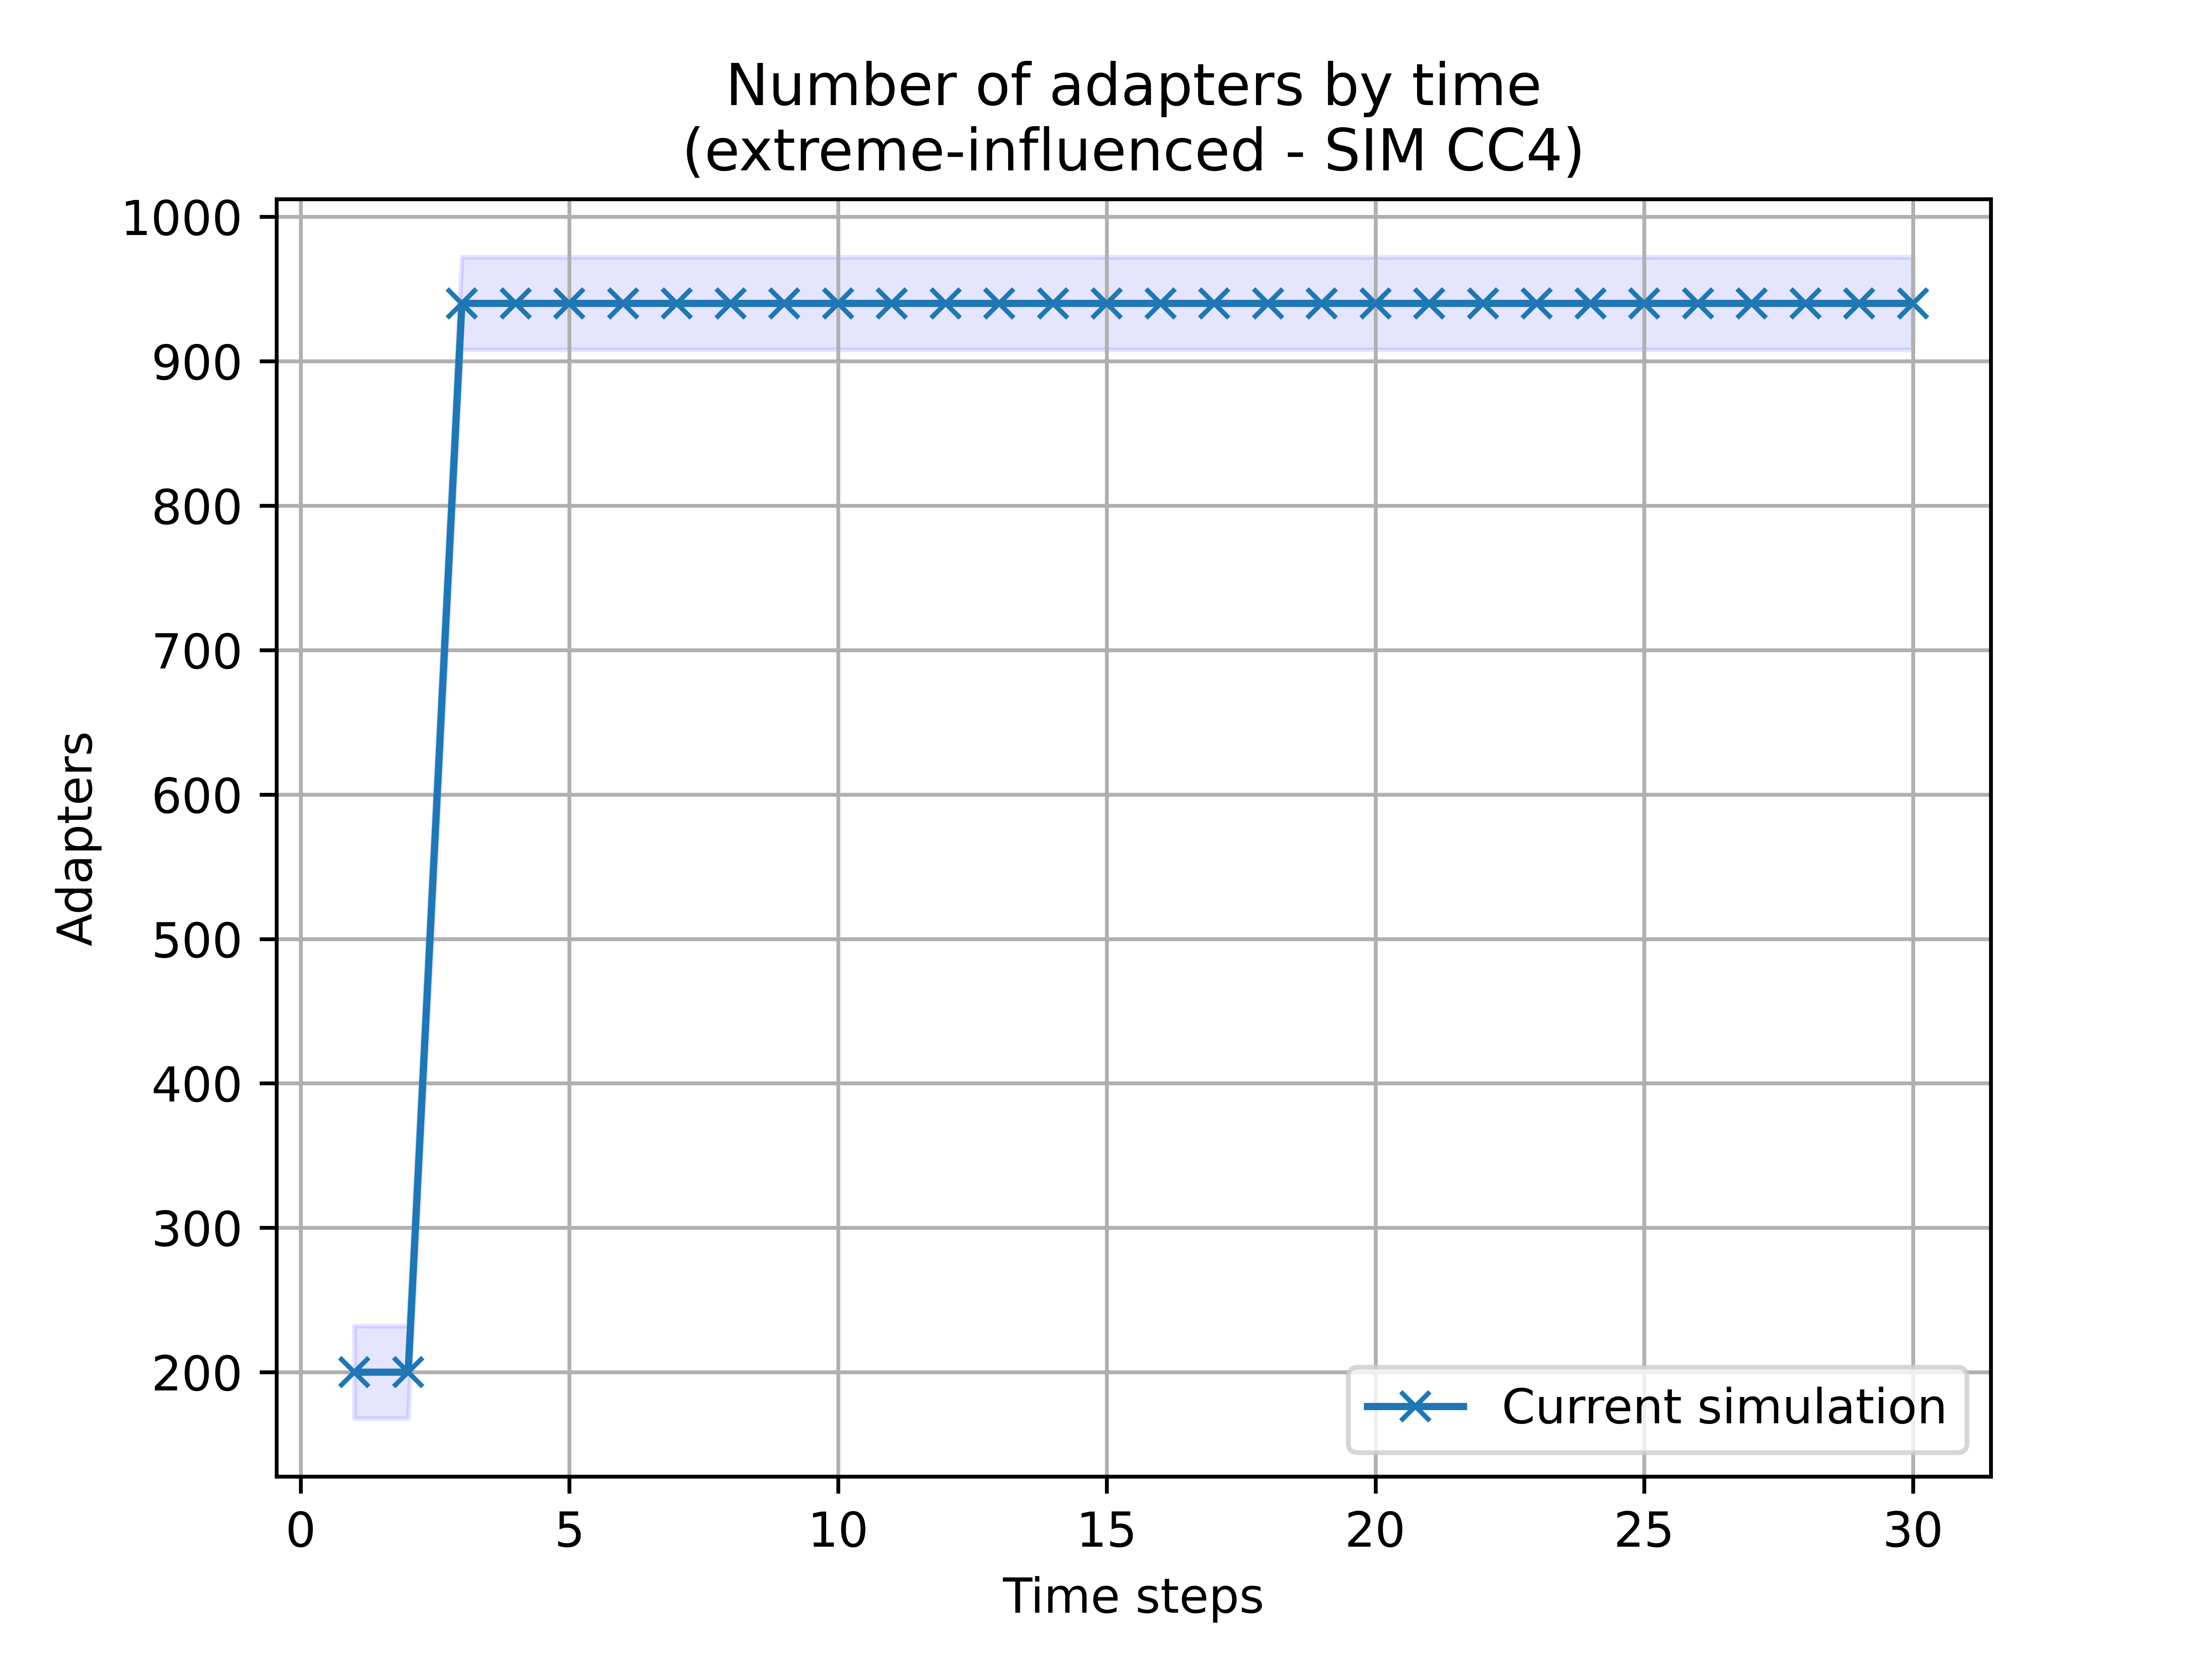 Number of adapters by time
(extreme-influenced - SIM CC4)
1000
900
800
700
600
500
400
300
200
Adapters
Current simulation
0 5 10 15 20 25 30
Time steps